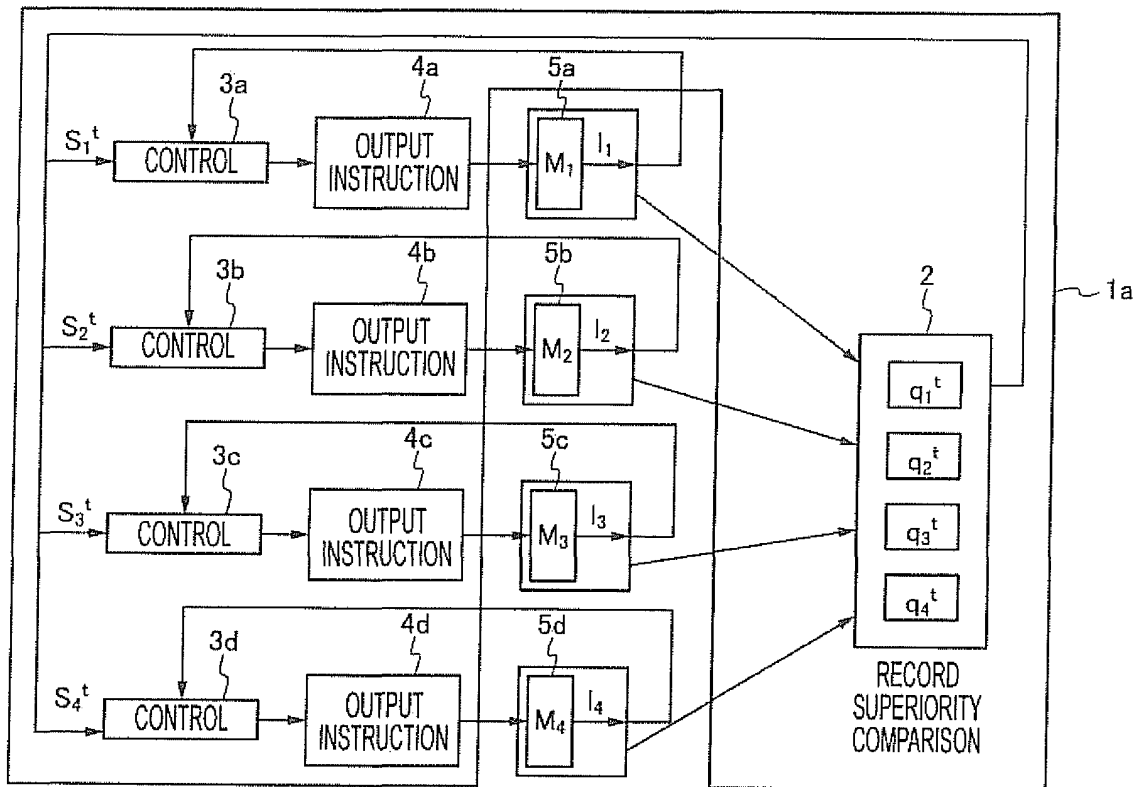 3a
4a
5a
S₁ᵗ
CONTROL
OUTPUT
INSTRUCTION
M₁
I₁
3b
4b
5b
S₂ᵗ
CONTROL
OUTPUT
INSTRUCTION
M₂
I₂
3c
4c
5c
S₃ᵗ
CONTROL
OUTPUT
INSTRUCTION
M₃
I₃
3d
4d
5d
S₄ᵗ
CONTROL
OUTPUT
INSTRUCTION
M₄
I₄
2
1a
q₁ᵗ
q₂ᵗ
q₃ᵗ
q₄ᵗ
RECORD
SUPERIORITY
COMPARISON